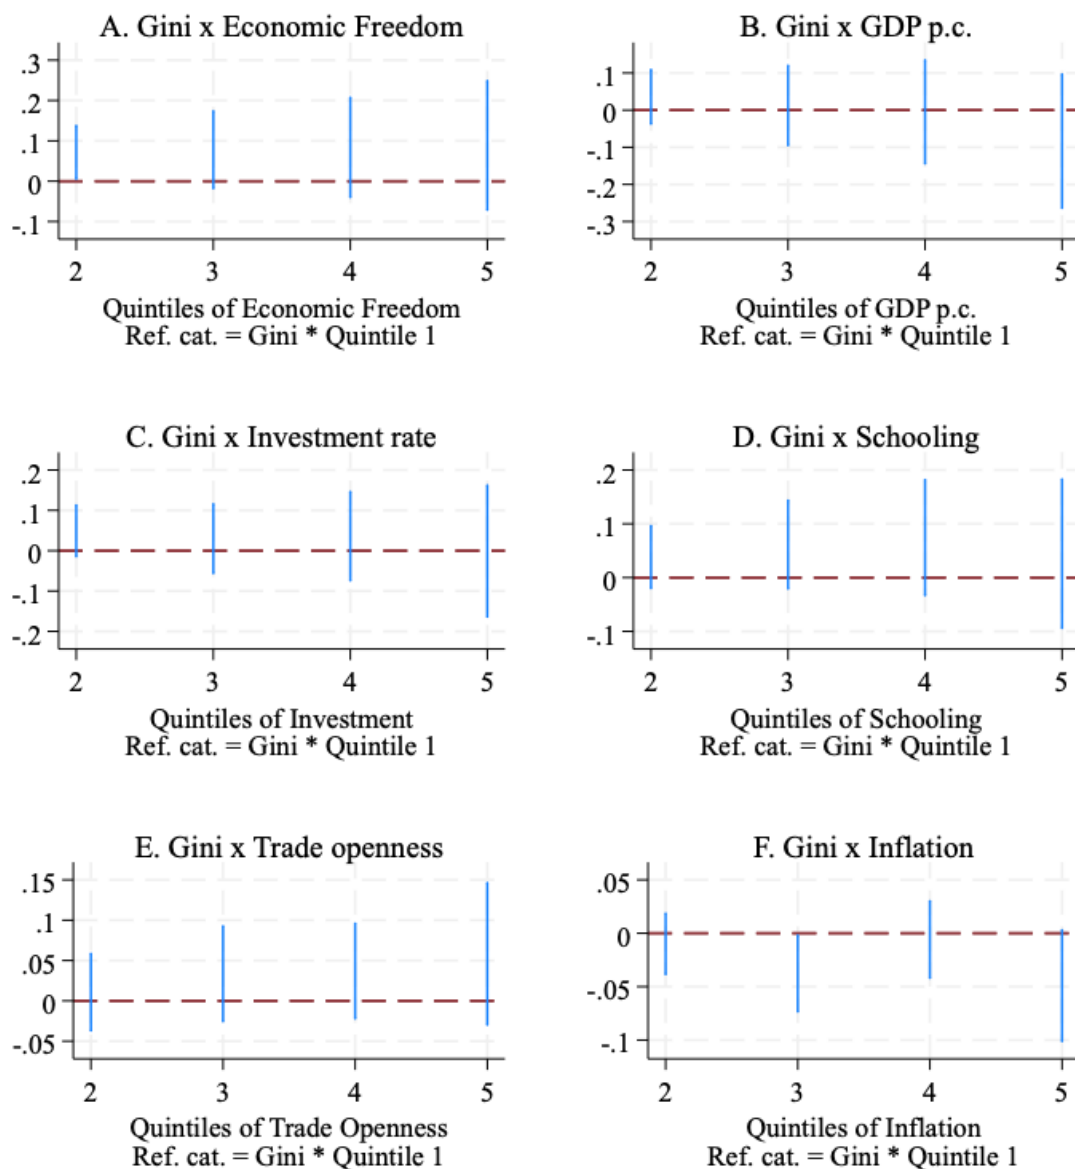 A. Gini x Economic Freedom
.3
.2
.1
0
-.1
2 3 4 5
Quintiles of Economic Freedom
Ref. cat. = Gini * Quintile 1
B. Gini x GDP p.c.
.1
0
-.1
-.2
-.3
2 3 4 5
Quintiles of GDP p.c.
Ref. cat. = Gini * Quintile 1
C. Gini x Investment rate
.2
.1
0
-.1
-.2
2 3 4 5
Quintiles of Investment
Ref. cat. = Gini * Quintile 1
D. Gini x Schooling
.2
.1
0
-.1
2 3 4 5
Quintiles of Schooling
Ref. cat. = Gini * Quintile 1
E. Gini x Trade openness
.15
.1
.05
0
-.05
2 3 4 5
Quintiles of Trade Openness
Ref. cat. = Gini * Quintile 1
F. Gini x Inflation
.05
0
-.05
-.1
2 3 4 5
Quintiles of Inflation
Ref. cat. = Gini * Quintile 1